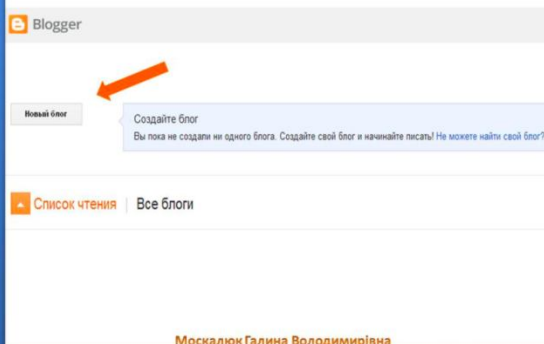 Blogger
Новый блог
Создайте блог
Вы пока не создали ни одного блога. Создайте свой блог и начинайте писать! Не можете найти свой блог?
Список чтения | Все блоги
Москалюк Галина Володимирівна